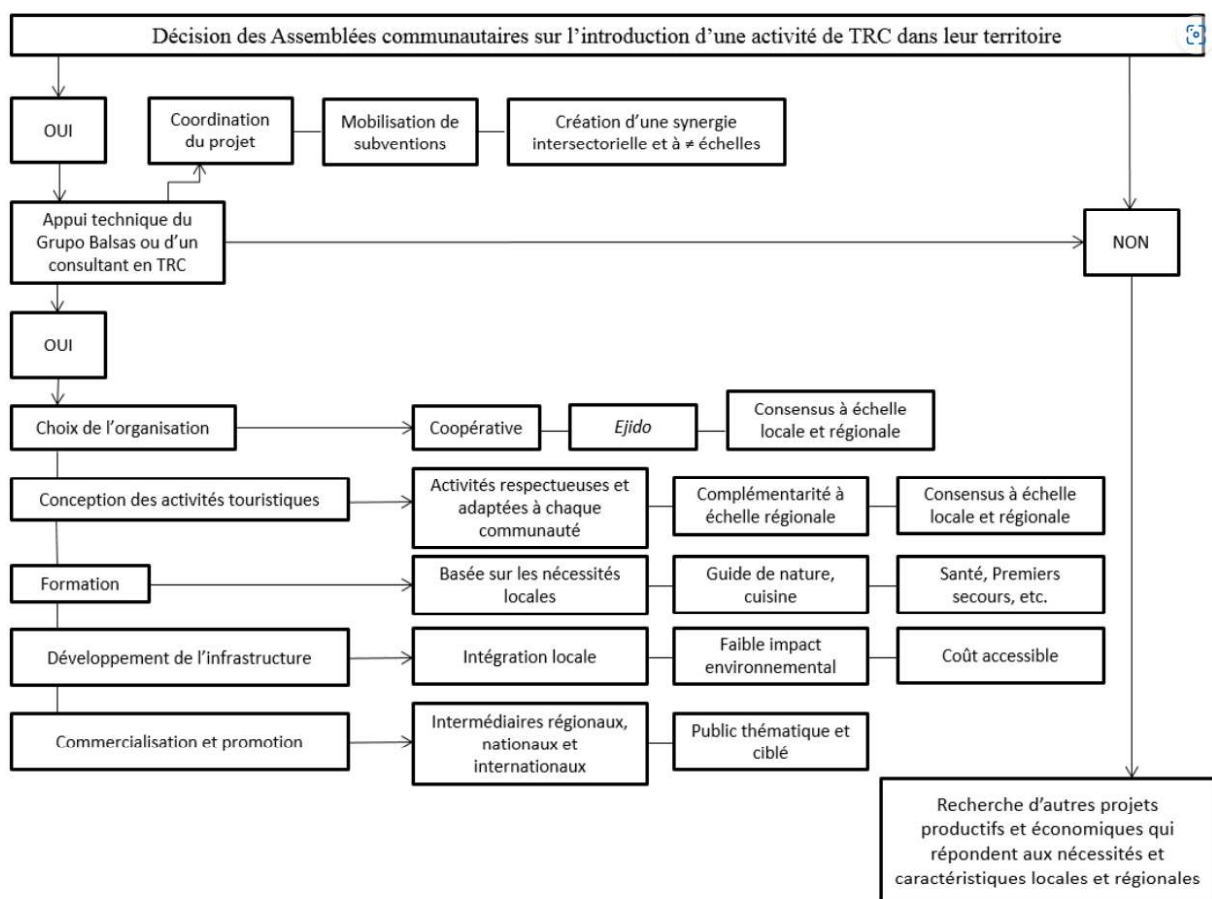 Décision des Assemblées communautaires sur l’introduction d’une activité de TRC dans leur territoire
OUI
Coordination
du projet
Mobilisation de
subventions
Création d’une synergie
intersectorielle et à ≠ échelles
Appui technique du
Grupo Balsas ou d’un
consultant en TRC
NON
OUI
Choix de l’organisation
Coopérative
Ejido
Consensus à échelle
locale et régionale
Conception des activités touristiques
Activités respectueuses et
adaptées à chaque
communauté
Complémentarité à
échelle régionale
Consensus à échelle
locale et régionale
Formation
Basée sur les nécessités
locales
Guide de nature,
cuisine
Santé, Premiers
secours, etc.
Développement de l’infrastructure
Intégration locale
Faible impact
environnemental
Coût accessible
Commercialisation et promotion
Intermédiaires régionaux,
nationaux et
internationaux
Public thématique et
ciblé
Recherche d’autres projets
productifs et économiques qui
répondent aux nécessités et
caractéristiques locales et régionales